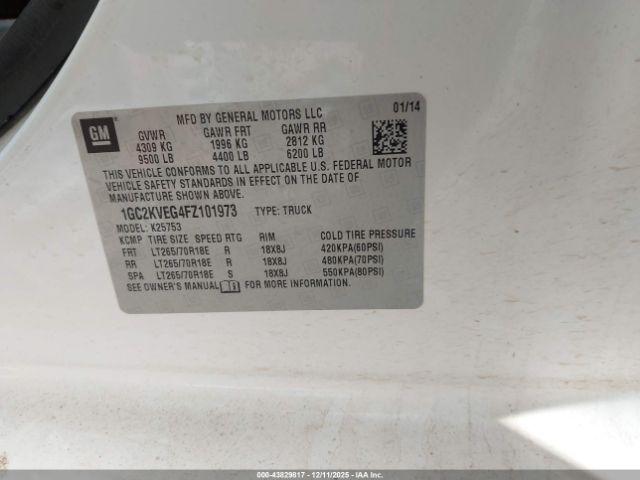 MFD BY GENERAL MOTORS LLC 01/14
GM
GVWR GAWR FRT GAWR RR
4309 KG 1996 KG 2812 KG
9500 LB 4400 LB 6200 LB
THIS VEHICLE CONFORMS TO ALL APPLICABLE U.S. FEDERAL MOTOR
VEHICLE SAFETY STANDARDS IN EFFECT ON THE DATE OF
MANUFACTURE SHOWN ABOVE.
1GC2KVEG4FZ101973 TYPE: TRUCK
MODEL: K25753
KCMP TIRE SIZE SPEED RTG RIM COLD TIRE PRESSURE
FRT LT265/70R18E R 18X8J 420KPA(60PSI)
RR LT265/70R18E R 18X8J 480KPA(70PSI)
SPA LT265/70R18E S 18X8J 550KPA(80PSI)
SEE OWNER'S MANUAL FOR MORE INFORMATION.
000-43829817 - 12/11/2025 - COPART